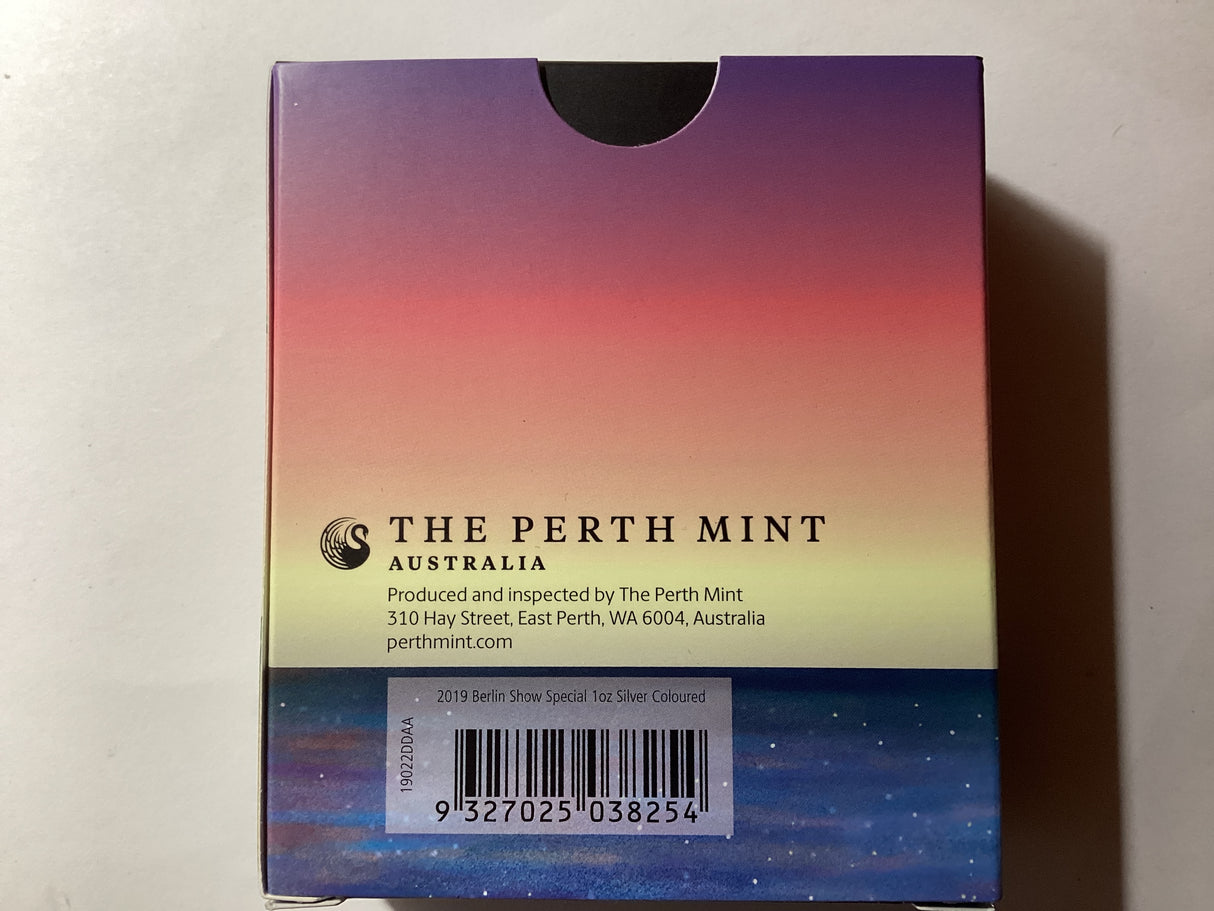 THE PERTH MINT
AUSTRALIA
Produced and inspected by The Perth Mint
310 Hay Street, East Perth, WA 6004, Australia
perthmint.com
2019 Berlin Show Special 1oz Silver Coloured
19022DDAA
9 327025 038254